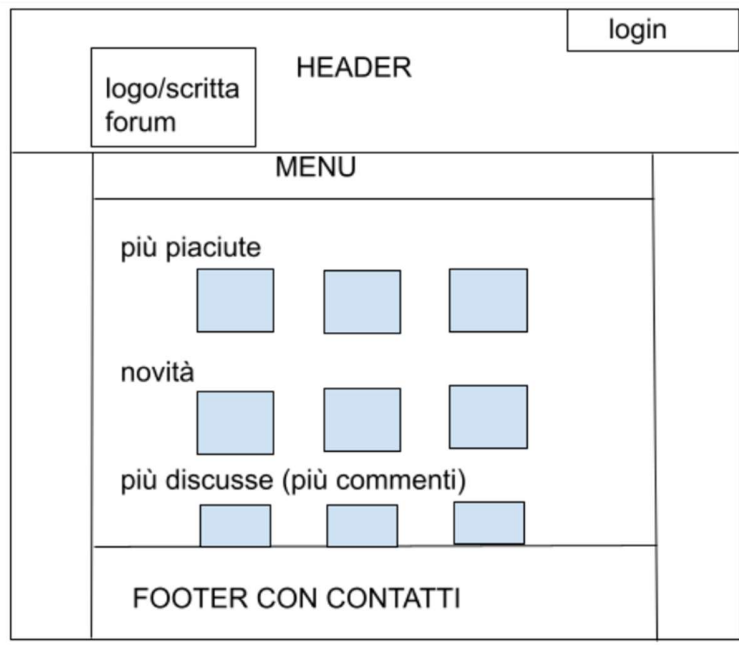 login
HEADER
logo/scritta
forum
MENU
più piaciute
novità
più discusse (più commenti)
FOOTER CON CONTATTI